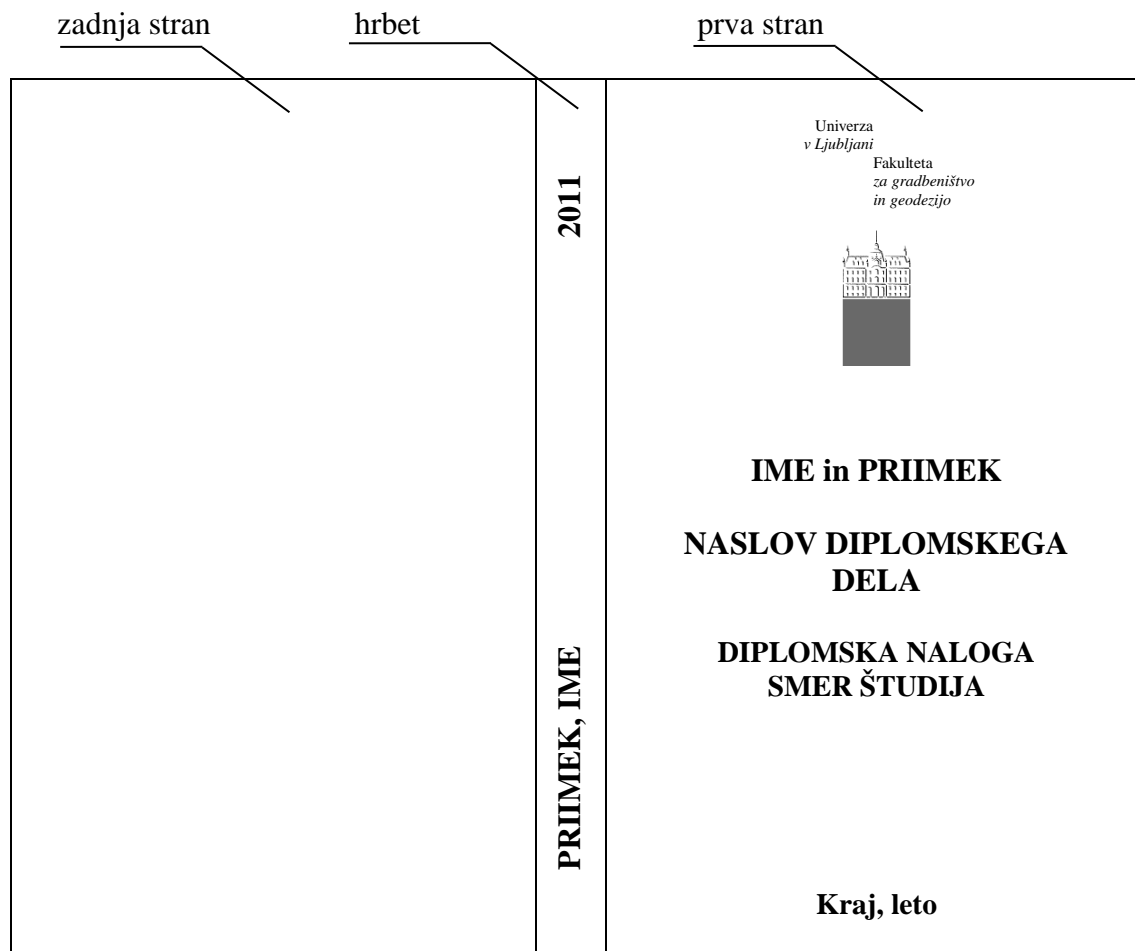 zadnja stran
hrbet
prva stran
2011
PRIIMEK, IME
Univerza
v Ljubljani
Fakulteta
za gradbeništvo
in geodezijo
IME in PRIIMEK
NASLOV DIPLOMSKEGA
DELA
DIPLOMSKA NALOGA
SMER ŠTUDIJA
Kraj, leto